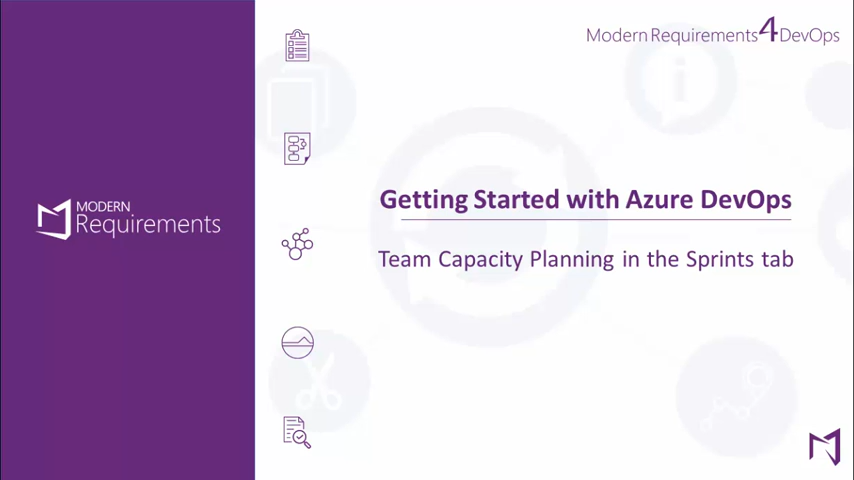 Modern Requirements4DevOps
MODERN
Requirements
Getting Started with Azure DevOps
Team Capacity Planning in the Sprints tab